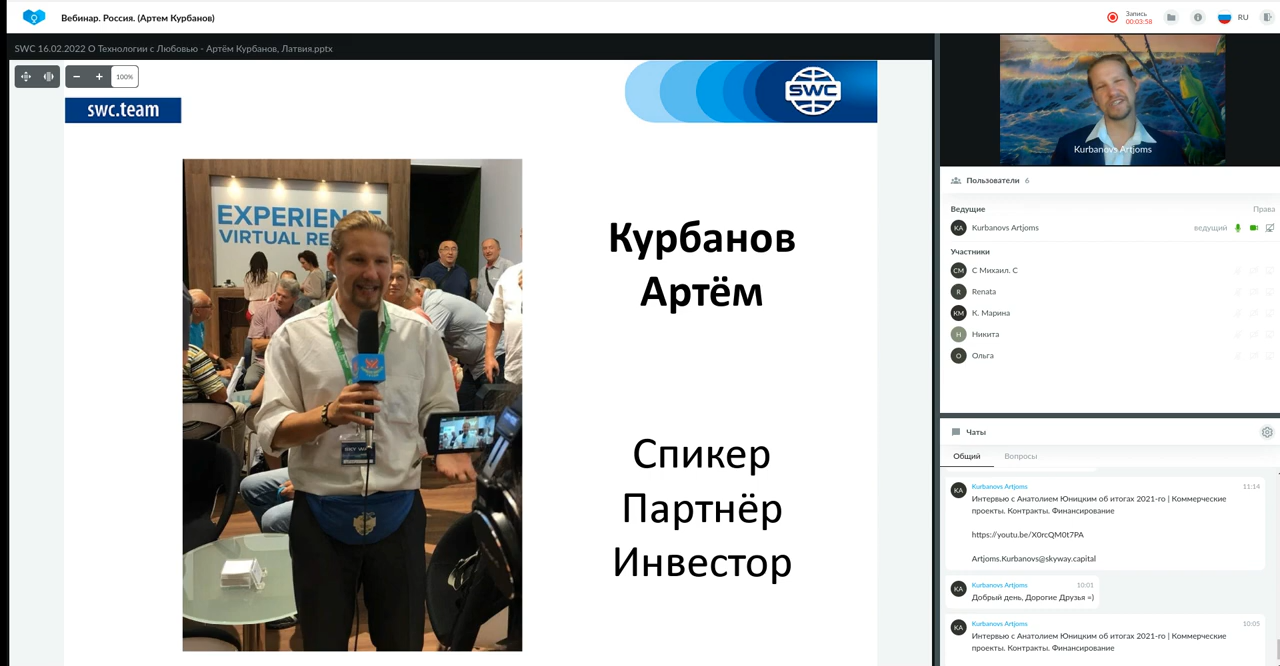 Вебинар. Россия. (Артем Курбанов)
Запись
00:03:58
RU
SWC 16.02.2022 О Технологии с Любовью - Артём Курбанов, Латвия.pptx
100%
swc.team
SWC
EXPERIENCE
VIRTUAL RE
SKY WAY
Курбанов
Артём
Спикер
Партнёр
Инвестор
Kurbanovs Artjoms
Пользователи 6
Ведущие
Права
KA Kurbanovs Artjoms ведущий
Участники
СМ С Михаил. С
R Renata
КМ К. Марина
Н Никита
О Ольга
Чаты
Общий Вопросы
KA Kurbanovs Artjoms 11:14
Интервью с Анатолием Юницким об итогах 2021-го | Коммерческие
проекты. Контракты. Финансирование
https://youtu.be/X0rcQM0t7PA
Artjoms.Kurbanovs@skyway.capital
KA Kurbanovs Artjoms 10:01
Добрый день, Дорогие Друзья =)
KA Kurbanovs Artjoms 10:05
Интервью с Анатолием Юницким об итогах 2021-го | Коммерческие
проекты. Контракты. Финансирование